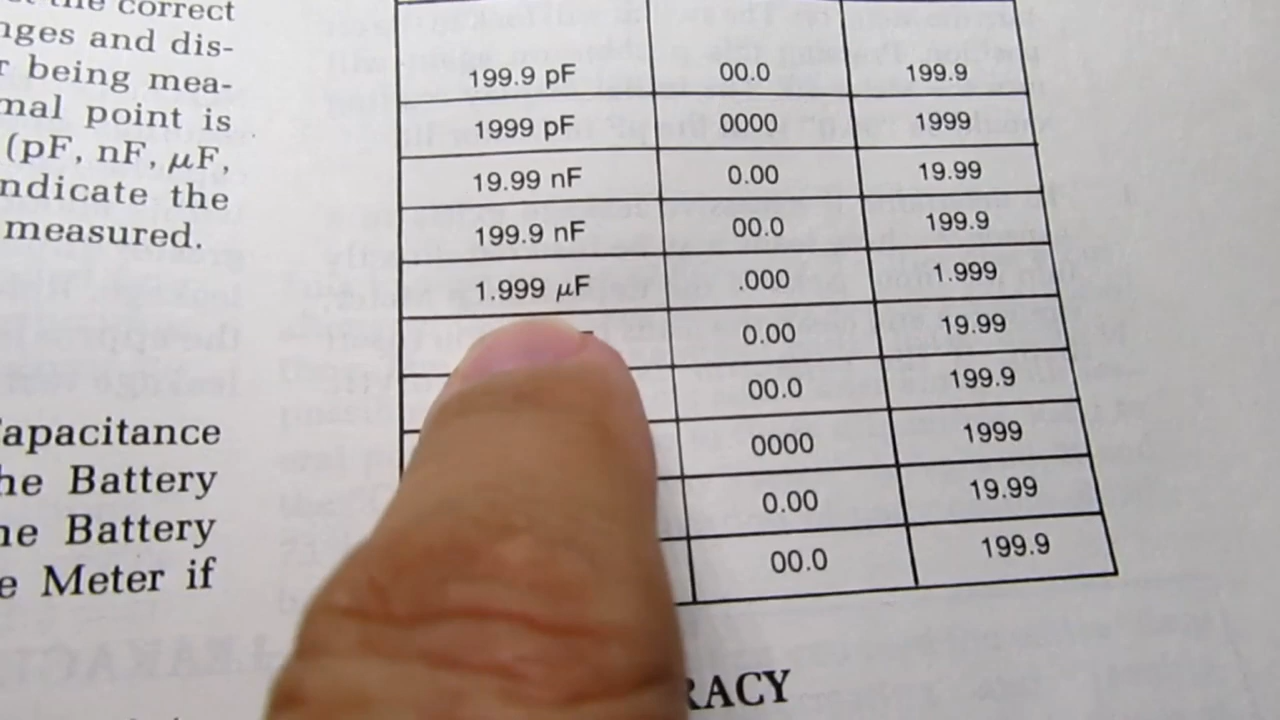 the correct
nges and dis-
r being mea-
mal point is
(pF, nF, μF,
ndicate the
measured.
apacitance
he Battery
ne Battery
e Meter if
199.9 pF 00.0 199.9
1999 pF 0000 1999
19.99 nF 0.00 19.99
199.9 nF 00.0 199.9
1.999 μF .000 1.999
0.00 19.99
00.0 199.9
0000 1999
0.00 19.99
00.0 199.9
RACY